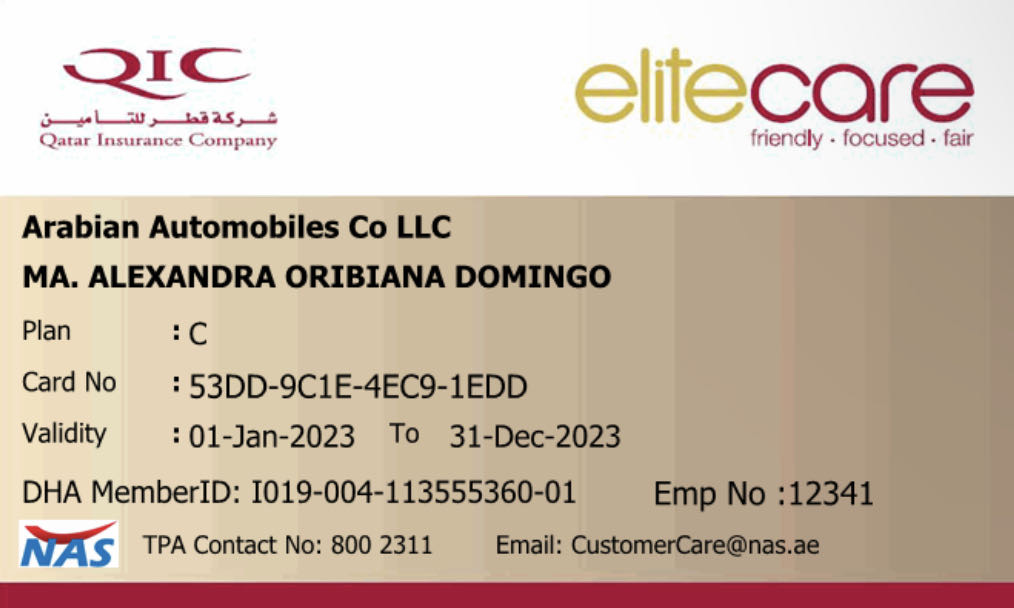 QIC
شركة قطر للتأمين
Qatar Insurance Company
elitecare
friendly · focused · fair
Arabian Automobiles Co LLC
MA. ALEXANDRA ORIBIANA DOMINGO
Plan : C
Card No : 53DD-9C1E-4EC9-1EDD
Validity : 01-Jan-2023 To 31-Dec-2023
DHA MemberID: I019-004-113555360-01 Emp No :12341
NAS TPA Contact No: 800 2311 Email: CustomerCare@nas.ae